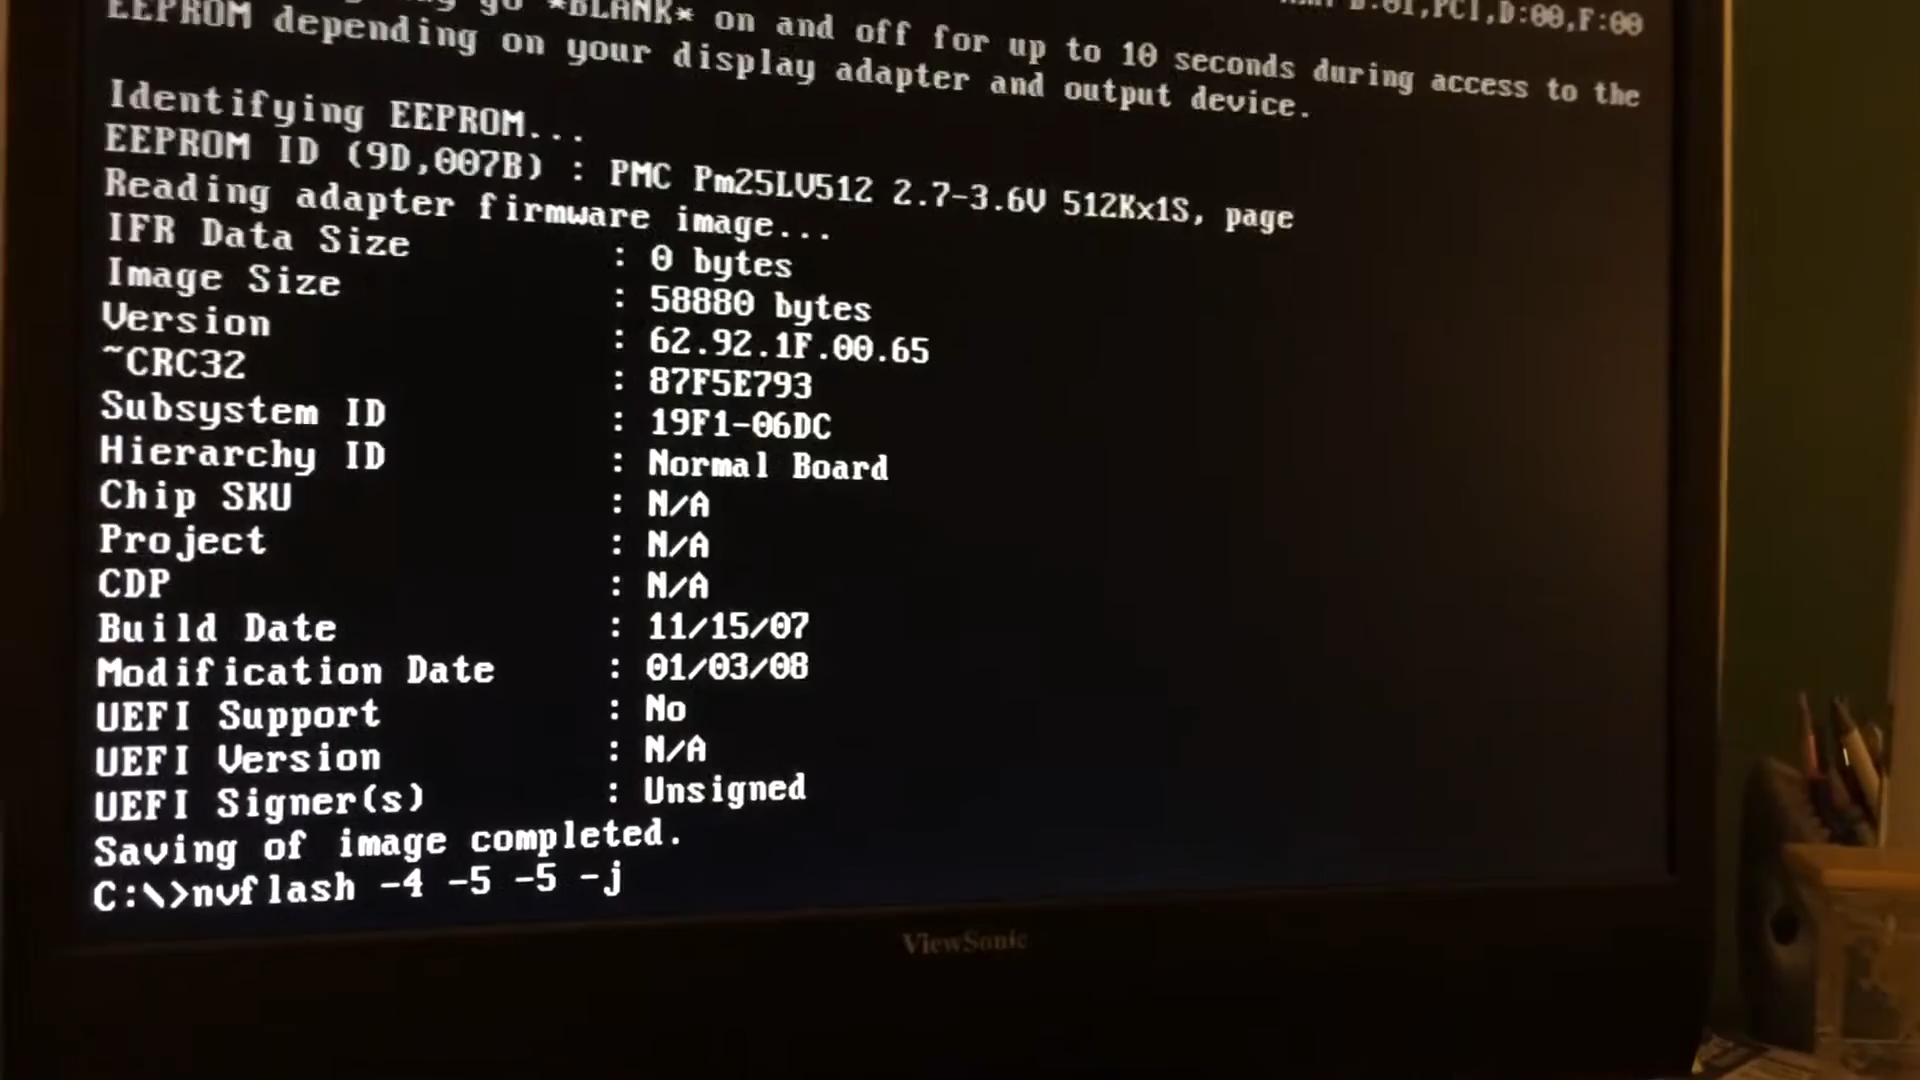 go *BLANK* on and off for up to 10 seconds during access to the
EEPROM depending on your display adapter and output device.
Identifying EEPROM...
EEPROM ID (9D,007B) : PMC Pm25LV512 2.7-3.6V 512Kx1S, page
Reading adapter firmware image...
IFR Data Size : 0 bytes
Image Size : 58880 bytes
Version : 62.92.1F.00.65
~CRC32 : 87F5E793
Subsystem ID : 19F1-06DC
Hierarchy ID : Normal Board
Chip SKU : N/A
Project : N/A
CDP : N/A
Build Date : 11/15/07
Modification Date : 01/03/08
UEFI Support : No
UEFI Version : N/A
UEFI Signer(s) : Unsigned
Saving of image completed.
C:\>nvflash -4 -5 -5 -j
ViewSonic